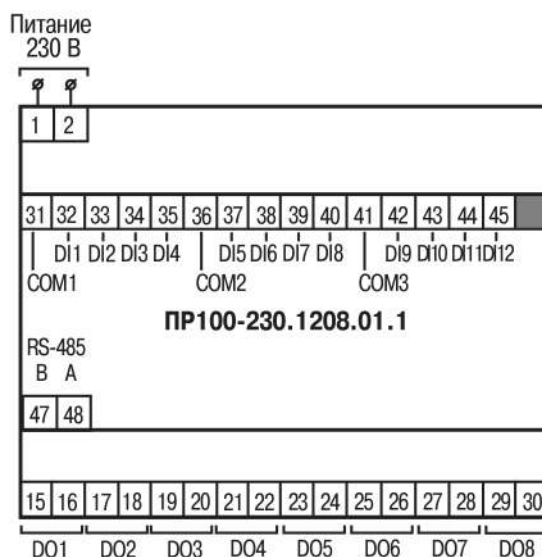 Питание
230 В
1 2
31 32 33 34 35 36 37 38 39 40 41 42 43 44 45
DI1 DI2 DI3 DI4 DI5 DI6 DI7 DI8 DI9 DI10 DI11 DI12
COM1 COM2 COM3
ПР100-230.1208.01.1
RS-485
B A
47 48
15 16 17 18 19 20 21 22 23 24 25 26 27 28 29 30
DO1 DO2 DO3 DO4 DO5 DO6 DO7 DO8